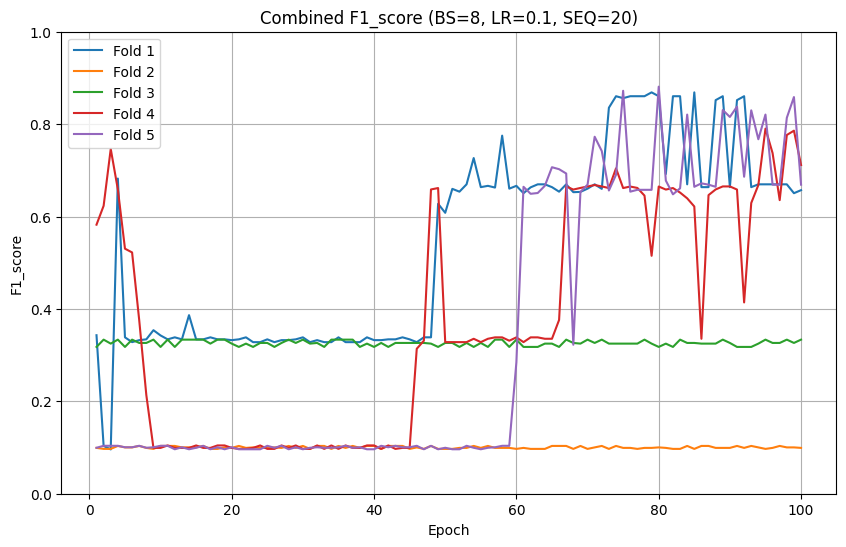 Combined F1_score (BS=8, LR=0.1, SEQ=20)
Fold 1
Fold 2
Fold 3
Fold 4
Fold 5
F1_score
1.0
0.8
0.6
0.4
0.2
0.0
0 20 40 60 80 100
Epoch